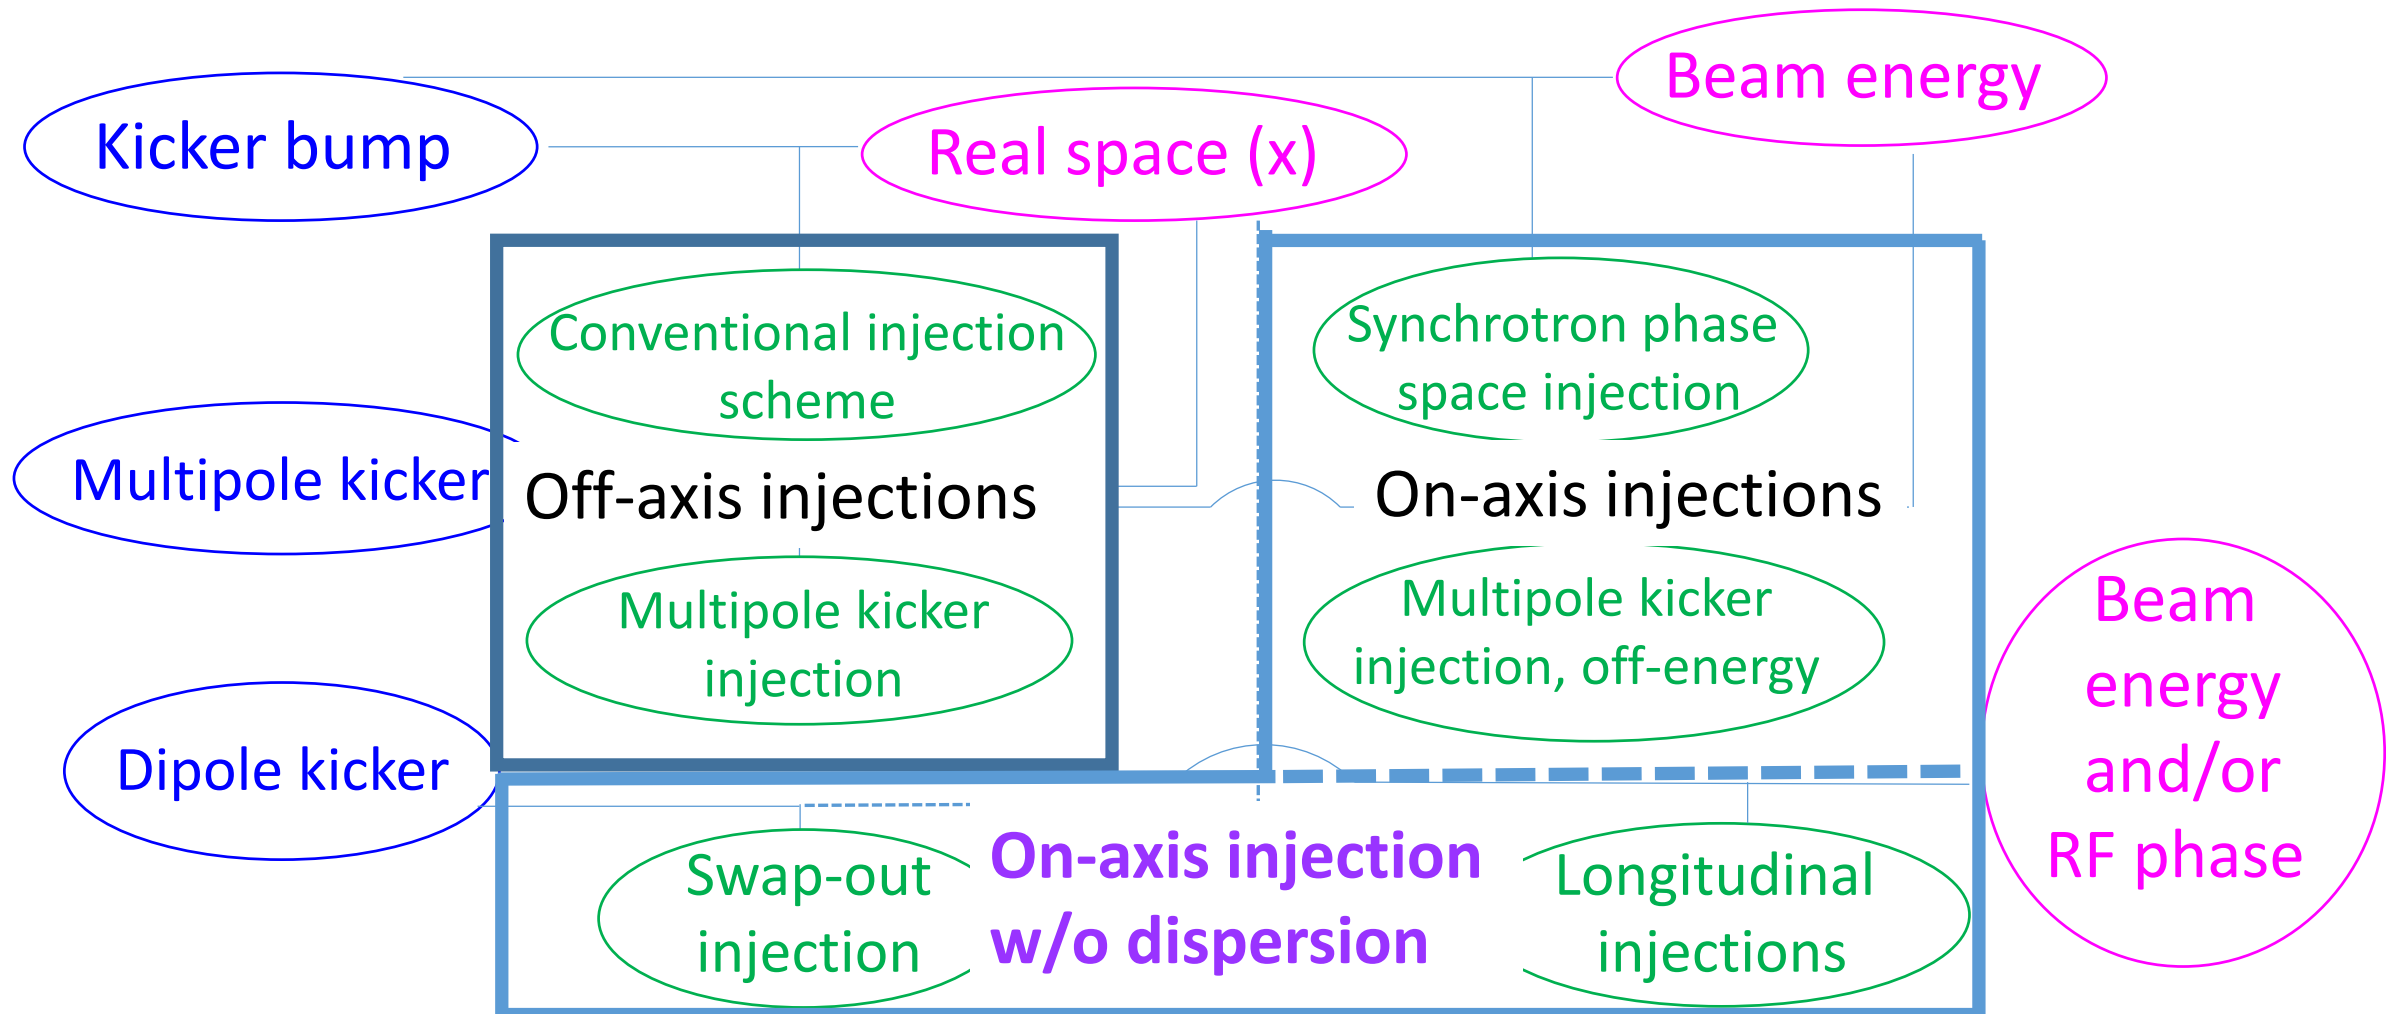 Beam energy
Kicker bump
Real space (x)
Conventional injection
scheme
Synchrotron phase
space injection
Multipole kicker
Off-axis injections
On-axis injections
Multipole kicker
injection
Multipole kicker
injection, off-energy
Beam
energy
and/or
RF phase
Dipole kicker
Swap-out
injection
On-axis injection
w/o dispersion
Longitudinal
injections